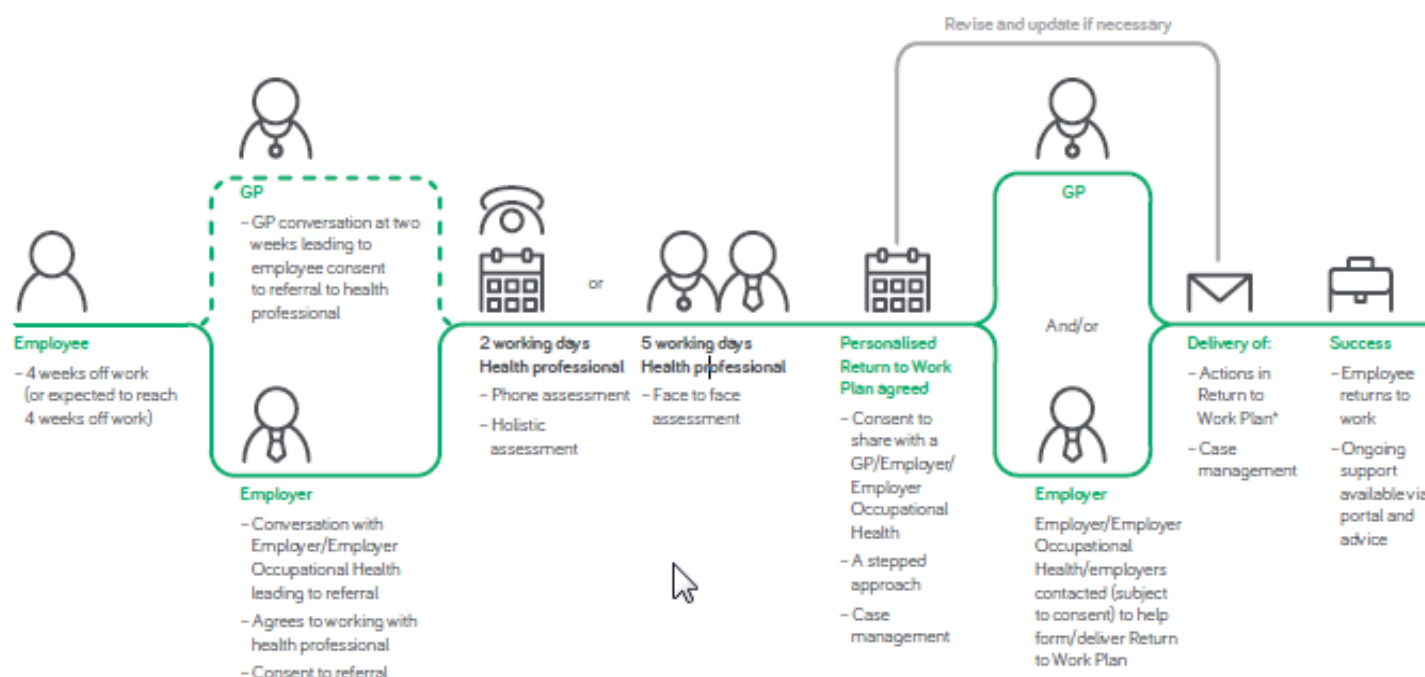 Revise and update if necessary
GP
– GP conversation at two
weeks leading to
employee consent
to referral to health
professional
or
GP
And/or
Employee
– 4 weeks off work
(or expected to reach
4 weeks off work)
2 working days
Health professional
– Phone assessment
– Holistic
assessment
5 working days
Health professional
– Face to face
assessment
Personalised
Return to Work
Plan agreed
– Consent to
share with a
GP/Employer/
Employer
Occupational
Health
– A stepped
approach
– Case
management
Delivery of:
– Actions in
Return to
Work Plan*
– Case
management
Success
– Employee
returns to
work
– Ongoing
support
available via
portal and
advice
Employer
– Conversation with
Employer/Employer
Occupational Health
leading to referral
– Agrees to working with
health professional
– Consent to referral
Employer
Employer/Employer
Occupational
Health/employers
contacted (subject
to consent) to help
form/deliver Return
to Work Plan